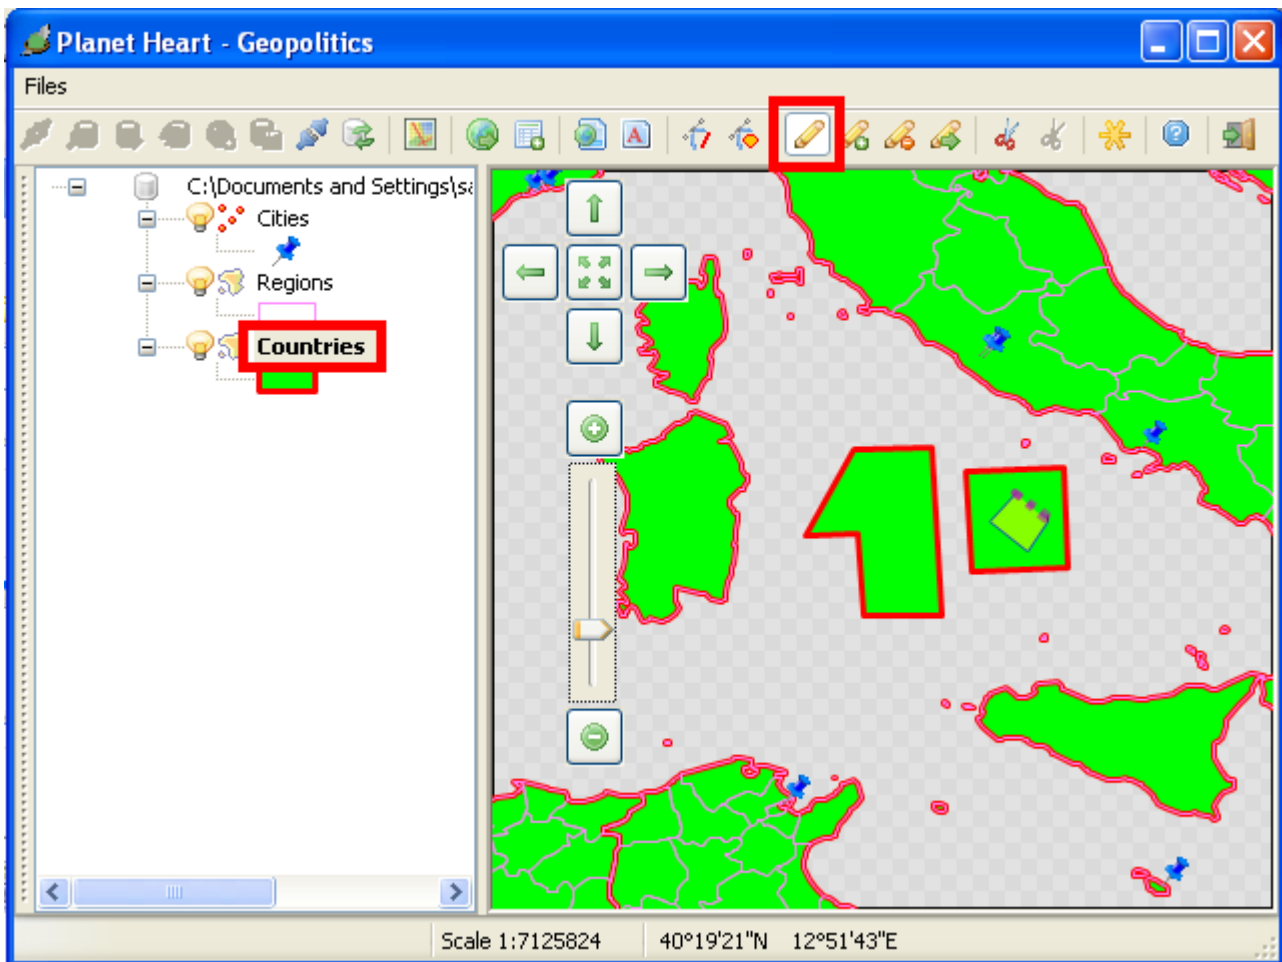 Planet Heart - Geopolitics
Files
A
C:\Documents and Settings\sa
Cities
Regions
Countries
Scale 1:7125824 40°19'21"N 12°51'43"E